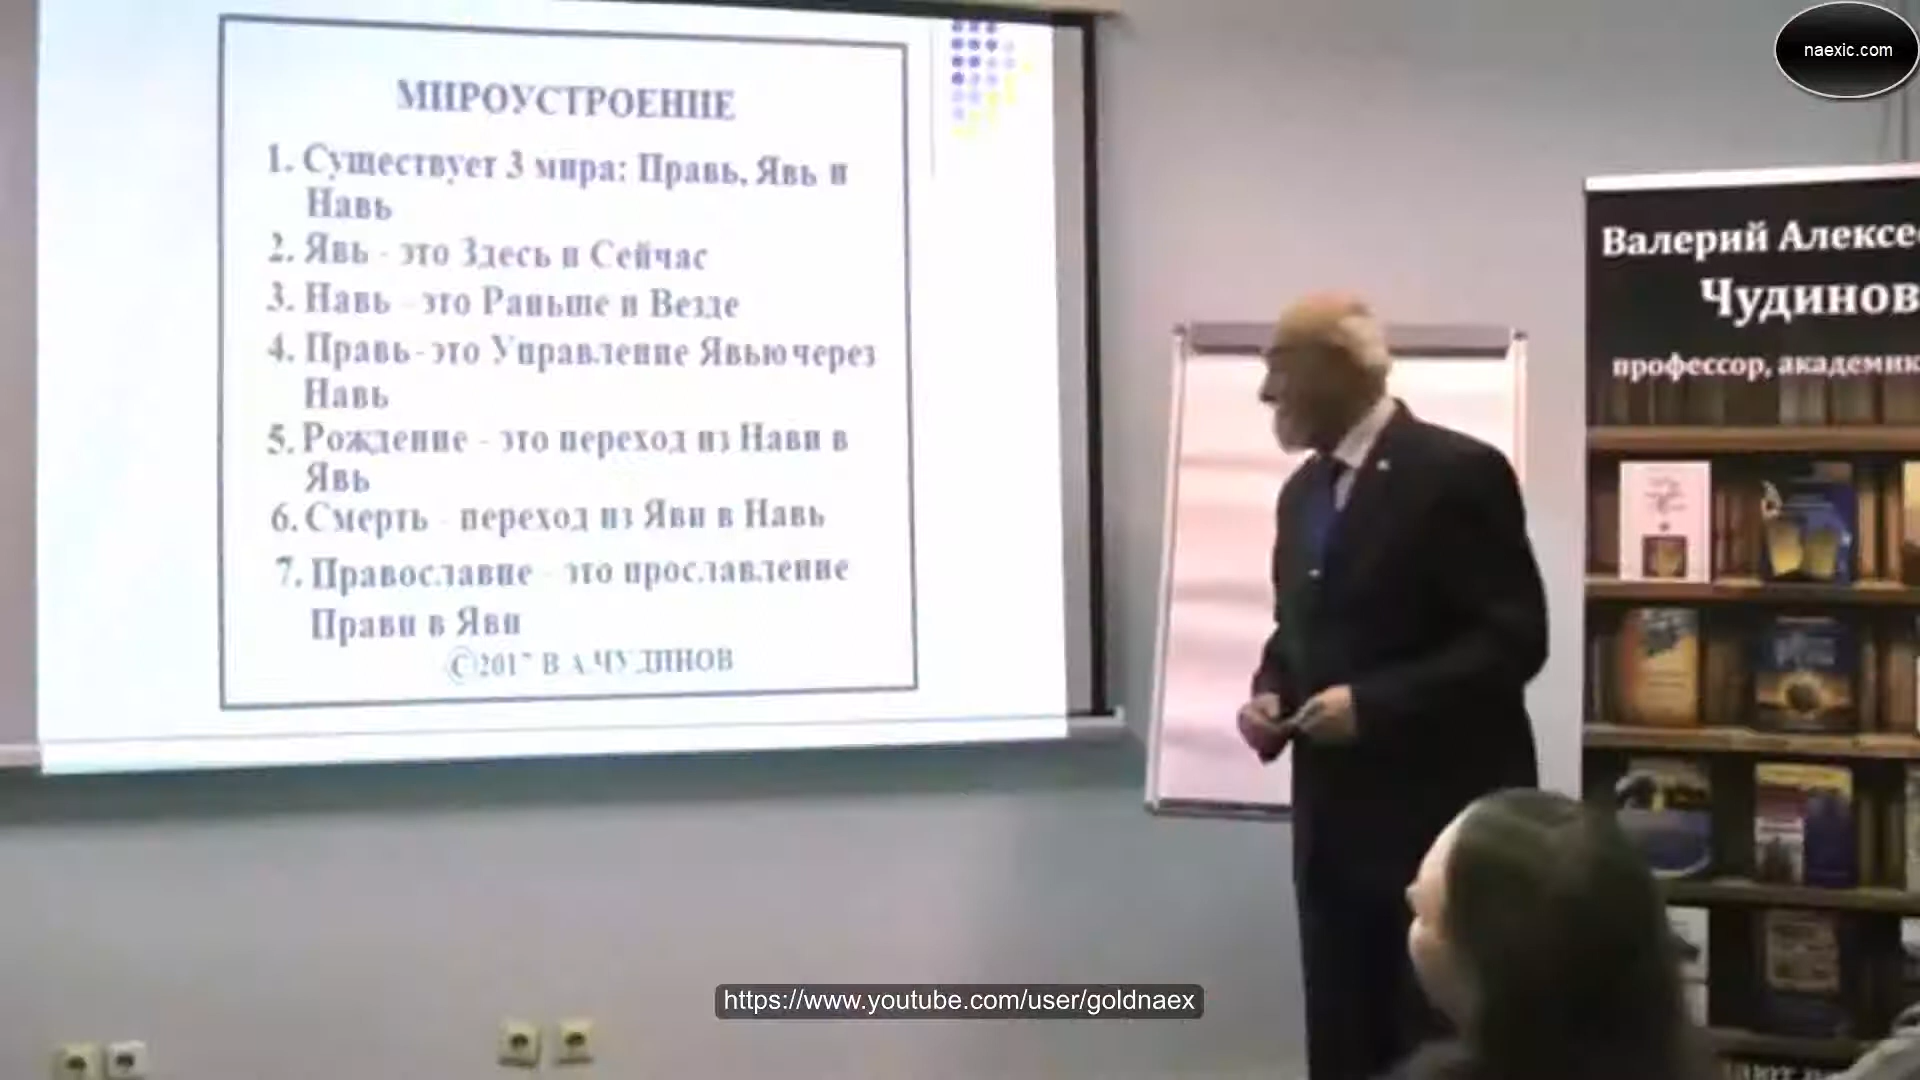 naexic.com
МИРОУСТРОЕНИЕ
1. Существует 3 мира: Правь, Явь и
Навь
2. Явь - это Здесь и Сейчас
3. Навь - это Раньше и Везде
4. Правь - это Управление Явью через
Навь
5. Рождение - это переход из Нави в
Явь
6. Смерть - переход из Яви в Навь
7. Православие - это прославление
Прави в Яви
©2017 В.А.ЧУДИНОВ
Валерий Алексе
Чудинов
профессор, академик
https://www.youtube.com/user/goldnaex